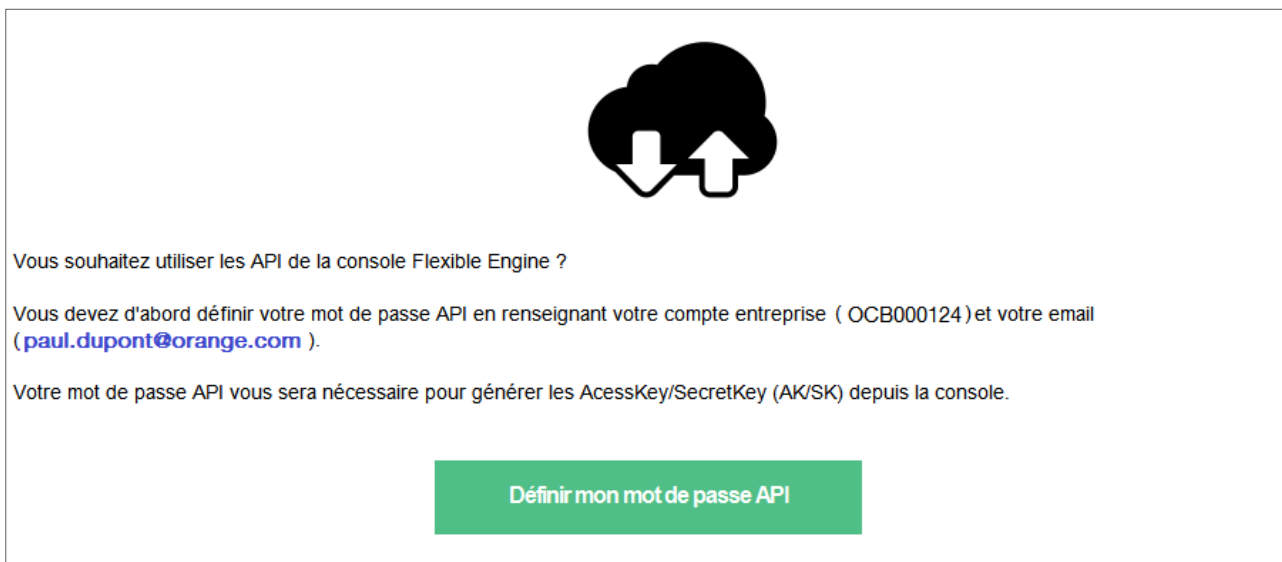 Vous souhaitez utiliser les API de la console Flexible Engine ?
Vous devez d'abord définir votre mot de passe API en renseignant votre compte entreprise ( OCB000124 ) et votre email
(paul.dupont@orange.com ).
Votre mot de passe API vous sera nécessaire pour générer les AcessKey/SecretKey (AK/SK) depuis la console.
Définir mon mot de passe API